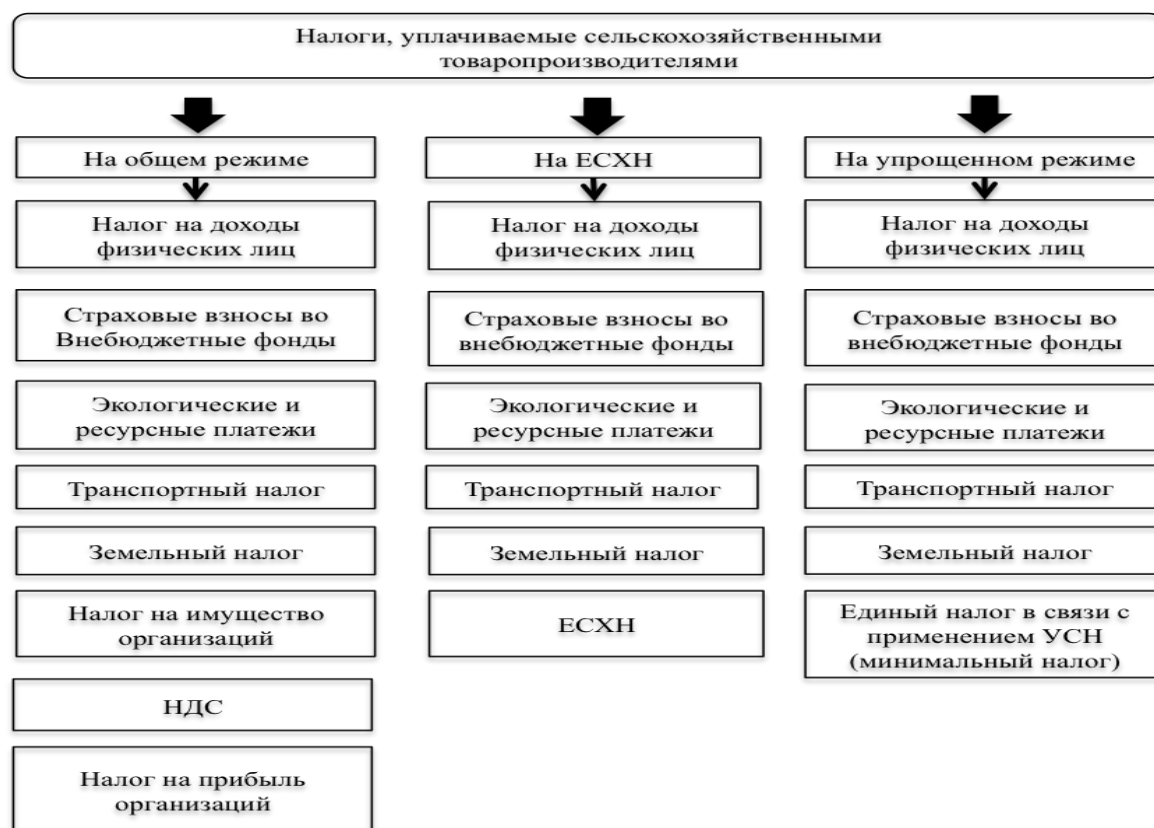 Налоги, уплачиваемые сельскохозяйственными
товаропроизводителями
На общем режиме
Налог на доходы
физических лиц
Страховые взносы во
Внебюджетные фонды
Экологические и
ресурсные платежи
Транспортный налог
Земельный налог
Налог на имущество
организаций
НДС
Налог на прибыль
организаций
На ЕСХН
Налог на доходы
физических лиц
Страховые взносы во
внебюджетные фонды
Экологические и
ресурсные платежи
Транспортный налог
Земельный налог
ЕСХН
На упрощенном режиме
Налог на доходы
физических лиц
Страховые взносы во
внебюджетные фонды
Экологические и
ресурсные платежи
Транспортный налог
Земельный налог
Единый налог в связи с
применением УСН
(минимальный налог)